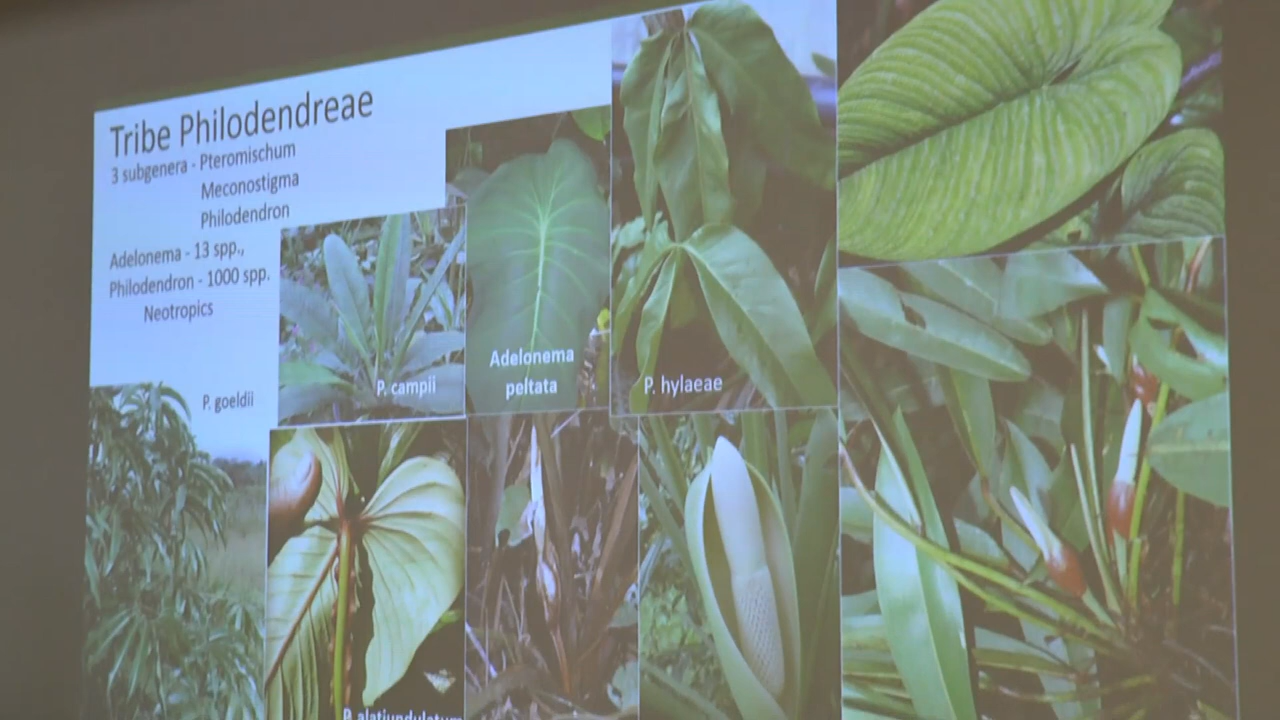 Tribe Philodendreae
3 subgenera - Pteromischum
Meconostigma
Philodendron
Adelonema - 13 spp.,
Philodendron - 1000 spp.
Neotropics
P. goeldii
P. campii
Adelonema
peltata
P. hylaeae
P. alatiundulatum